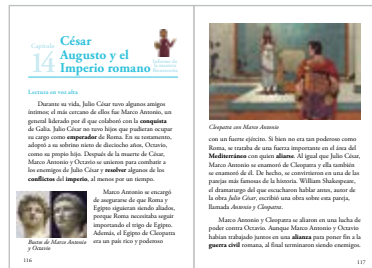 Capítulo
14
César
Augusto y el
Imperio romano
Lectura en voz alta
Durante su vida, Julio César tuvo algunos amigos
íntimos; el más cercano de ellos fue Marco Antonio, un
general liderado por él que colaboró con la conquista
de Galia. Julio César no tuvo hijos que pudieran ocupar
su cargo como emperador de Roma. En su testamento,
adoptó a su sobrino nieto de dieciocho años, Octavio,
como su propio hijo. Después de la muerte de César,
Marco Antonio y Octavio se unieron para combatir a
los enemigos de Julio César y resolver algunos de los
conflictos del imperio, al menos por un tiempo.
Marco Antonio se encargó
de asegurarse de que Roma y
Egipto siguieran siendo aliados,
porque Roma necesitaba seguir
importando el trigo de Egipto.
Además, el Egipto de Cleopatra
era un país rico y poderoso
Bustos de Marco Antonio
y Octavio
116
Cleopatra con Marco Antonio
con un fuerte ejército. Si bien no era tan poderoso como
Roma, se trataba de una fuerza importante en el área del
Mediterráneo con quien aliarse. Al igual que Julio César,
Marco Antonio se enamoró de Cleopatra y ella también
se enamoró de él. De hecho, se convirtieron en una de las
parejas más famosas de la historia. William Shakespeare,
el dramaturgo del que escucharon hablar antes, autor de
la obra Julio César, escribió una obra sobre esta pareja,
llamada Antonio y Cleopatra.
Marco Antonio y Cleopatra se aliaron en una lucha de
poder contra Octavio. Aunque Marco Antonio y Octavio
habían trabajado juntos en una alianza para poner fin a la
guerra civil romana, al final terminaron siendo enemigos.
117